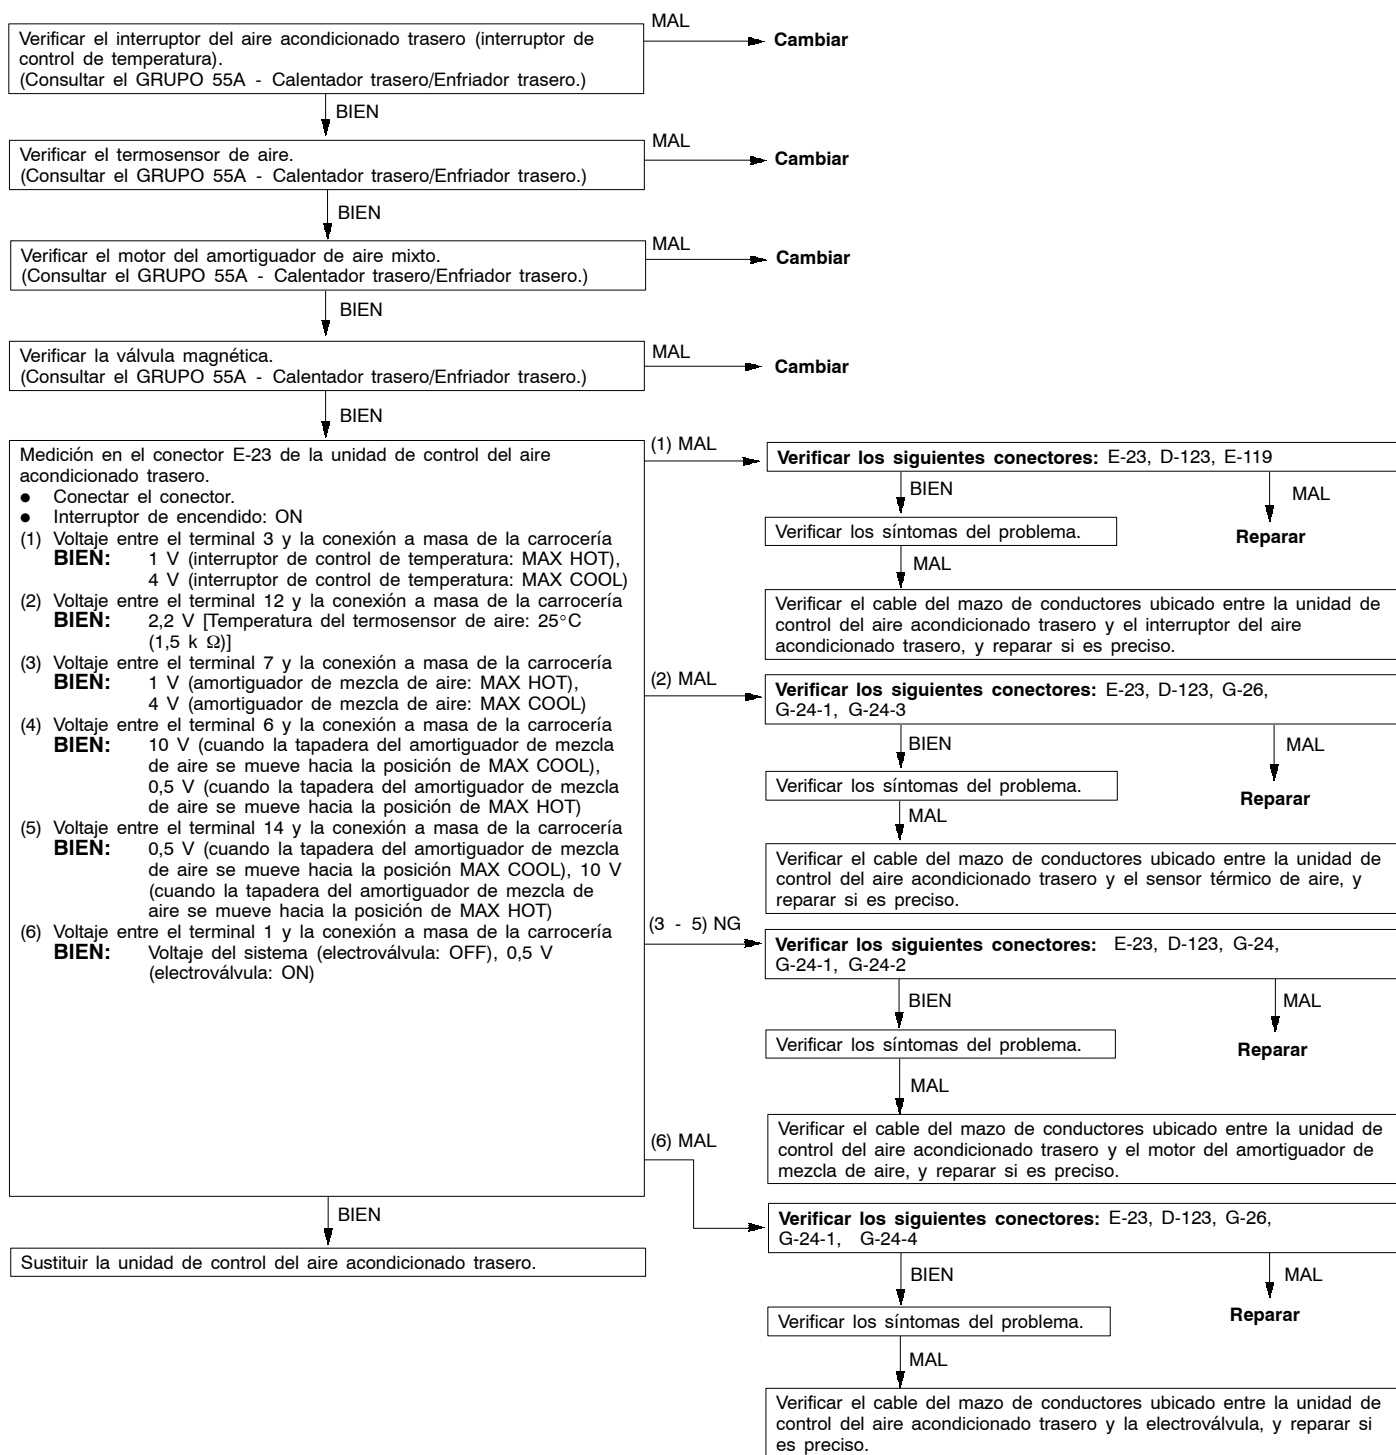 MAL
Verificar el interruptor del aire acondicionado trasero (interruptor de
control de temperatura).
(Consultar el GRUPO 55A - Calentador trasero/Enfriador trasero.)
Cambiar
BIEN
MAL
Verificar el termosensor de aire.
(Consultar el GRUPO 55A - Calentador trasero/Enfriador trasero.)
Cambiar
BIEN
MAL
Verificar el motor del amortiguador de aire mixto.
(Consultar el GRUPO 55A - Calentador trasero/Enfriador trasero.)
Cambiar
BIEN
MAL
Verificar la válvula magnética.
(Consultar el GRUPO 55A - Calentador trasero/Enfriador trasero.)
Cambiar
BIEN
Medición en el conector E-23 de la unidad de control del aire
acondicionado trasero.
● Conectar el conector.
● Interruptor de encendido: ON
(1) Voltaje entre el terminal 3 y la conexión a masa de la carrocería
BIEN: 1 V (interruptor de control de temperatura: MAX HOT),
4 V (interruptor de control de temperatura: MAX COOL)
(2) Voltaje entre el terminal 12 y la conexión a masa de la carrocería
BIEN: 2,2 V [Temperatura del termosensor de aire: 25°C
(1,5 k Ω)]
(3) Voltaje entre el terminal 7 y la conexión a masa de la carrocería
BIEN: 1 V (amortiguador de mezcla de aire: MAX HOT),
4 V (amortiguador de mezcla de aire: MAX COOL)
(4) Voltaje entre el terminal 6 y la conexión a masa de la carrocería
BIEN: 10 V (cuando la tapadera del amortiguador de mezcla
de aire se mueve hacia la posición de MAX COOL),
0,5 V (cuando la tapadera del amortiguador de mezcla
de aire se mueve hacia la posición de MAX HOT)
(5) Voltaje entre el terminal 14 y la conexión a masa de la carrocería
BIEN: 0,5 V (cuando la tapadera del amortiguador de mezcla
de aire se mueve hacia la posición MAX COOL), 10 V
(cuando la tapadera del amortiguador de mezcla de
aire se mueve hacia la posición de MAX HOT)
(6) Voltaje entre el terminal 1 y la conexión a masa de la carrocería
BIEN: Voltaje del sistema (electroválvula: OFF), 0,5 V
(electroválvula: ON)
BIEN
Sustituir la unidad de control del aire acondicionado trasero.
(1) MAL
Verificar los siguientes conectores: E-23, D-123, E-119
BIEN
MAL
Verificar los síntomas del problema.
Reparar
MAL
Verificar el cable del mazo de conductores ubicado entre la unidad de
control del aire acondicionado trasero y el interruptor del aire
acondicionado trasero, y reparar si es preciso.
(2) MAL
Verificar los siguientes conectores: E-23, D-123, G-26,
G-24-1, G-24-3
BIEN
MAL
Verificar los síntomas del problema.
Reparar
MAL
Verificar el cable del mazo de conductores ubicado entre la unidad de
control del aire acondicionado trasero y el sensor térmico de aire, y
reparar si es preciso.
(3 - 5) NG
Verificar los siguientes conectores: E-23, D-123, G-24,
G-24-1, G-24-2
BIEN
MAL
Verificar los síntomas del problema.
Reparar
MAL
Verificar el cable del mazo de conductores ubicado entre la unidad de
control del aire acondicionado trasero y el motor del amortiguador de
mezcla de aire, y reparar si es preciso.
(6) MAL
Verificar los siguientes conectores: E-23, D-123, G-26,
G-24-1, G-24-4
BIEN
MAL
Verificar los síntomas del problema.
Reparar
MAL
Verificar el cable del mazo de conductores ubicado entre la unidad de
control del aire acondicionado trasero y la electroválvula, y reparar si
es preciso.